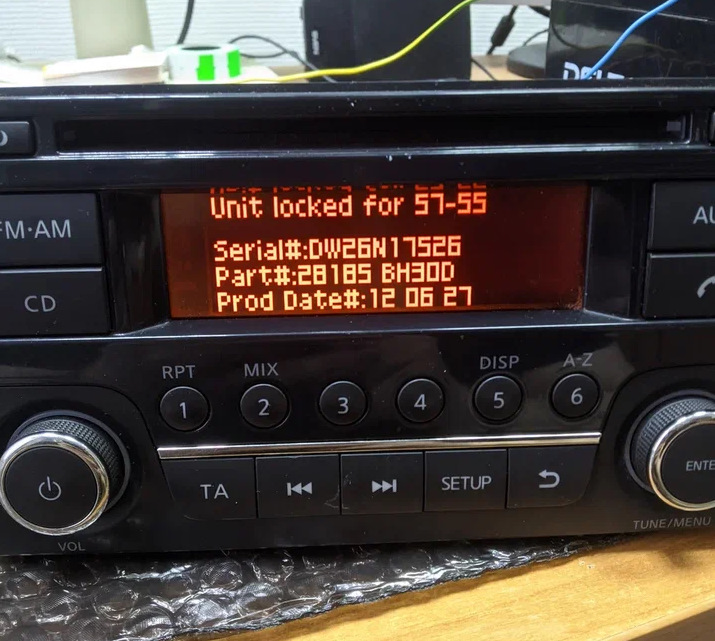 Unit locked for 57-55
Serial#:DW26N17526
Part#:28185 BH30D
Prod Date#:12 06 27
FM·AM
CD
RPT
MIX
DISP
A-Z
1
2
3
4
5
6
TA
SETUP
VOL
TUNE/MENU